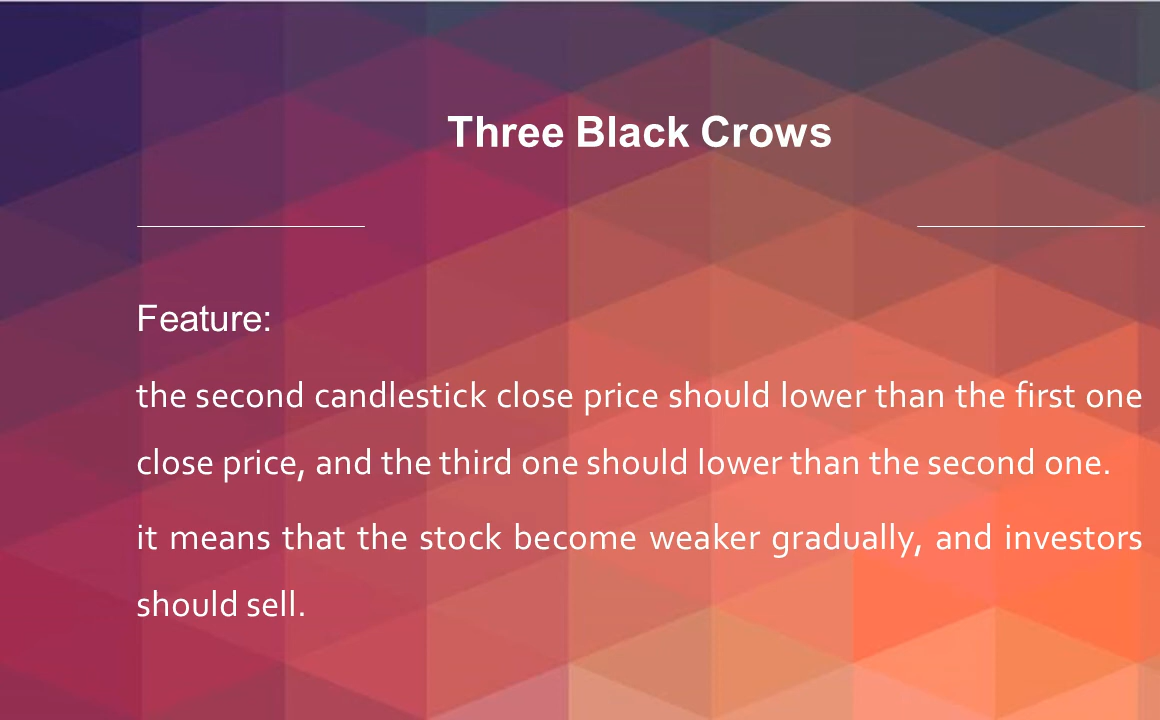 Three Black Crows
Feature:
the second candlestick close price should lower than the first one
close price, and the third one should lower than the second one.
it means that the stock become weaker gradually, and investors
should sell.